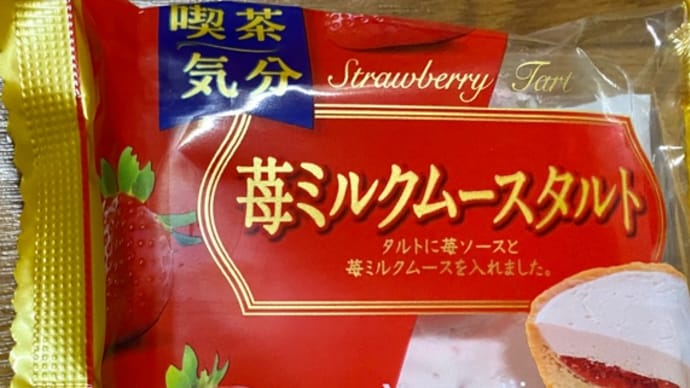 喫茶
気分
Strawberry Tart
苺ミルクムースタルト
タルトに苺ソースと
苺ミルクムースを入れました。